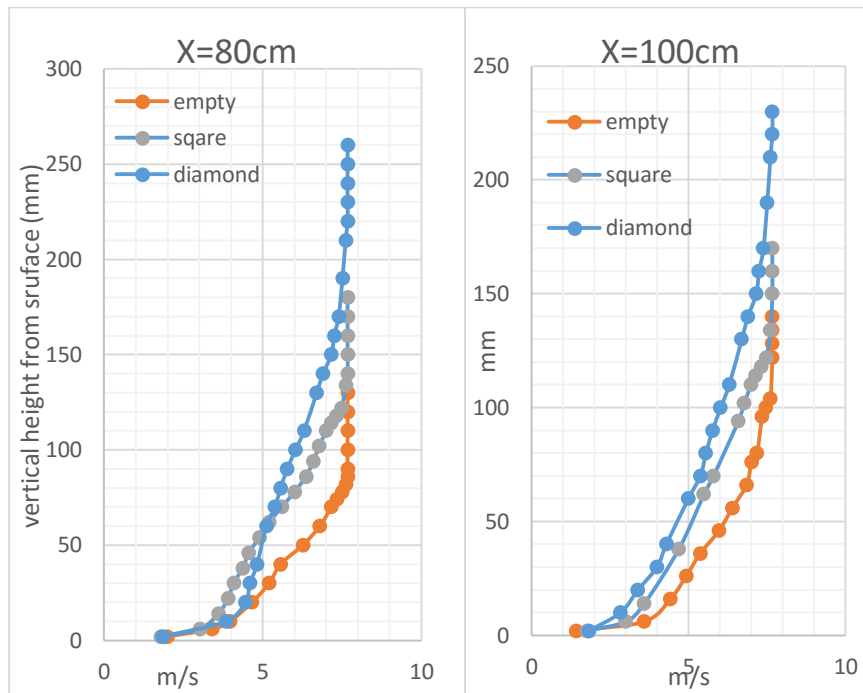 X=80cm
300
250
200
150
100
50
0
0
5
10
vertical height from sruface (mm)
m/s
empty
sqare
diamond
X=100cm
250
200
150
100
50
0
0
5
10
mm
m/s
empty
square
diamond